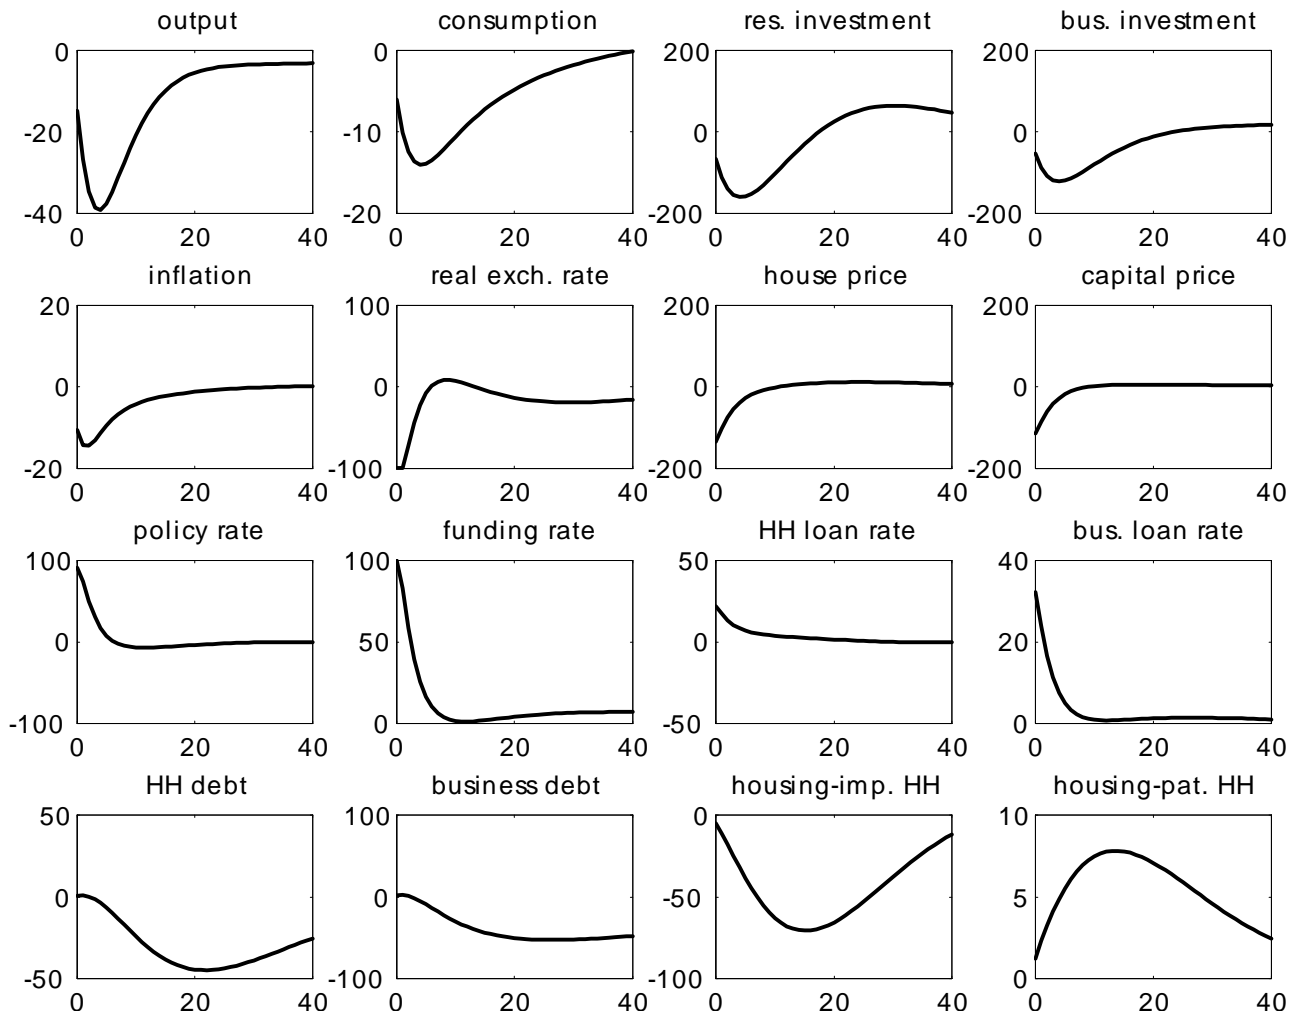 output consumption res. investment bus. investment
0 0 200 200
-20 -10 0 0
-40 -20 -200 -200
0 20 40 0 20 40 0 20 40 0 20 40
inflation real exch. rate house price capital price
20 100 200 200
0 0 0 0
-20 -100 -200 -200
0 20 40 0 20 40 0 20 40 0 20 40
policy rate funding rate HH loan rate bus. loan rate
100 100 50 40
0 50 0 20
-100 0 -50 0
0 20 40 0 20 40 0 20 40 0 20 40
HH debt business debt housing-imp. HH housing-pat. HH
50 100 0 10
0 0 -50 5
-50 -100 -100 0
0 20 40 0 20 40 0 20 40 0 20 40